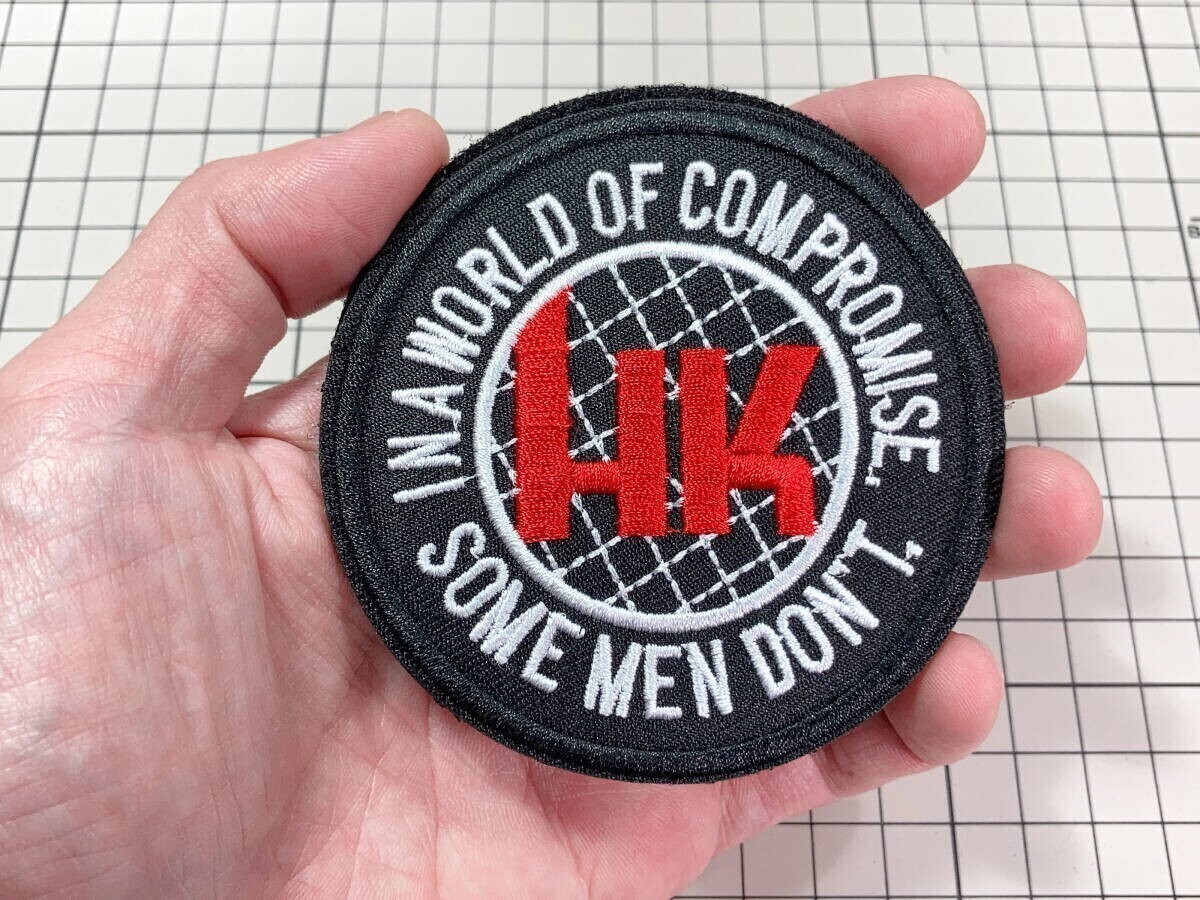 IN A WORLD OF COMPROMISE.
HK
SOME MEN DON'T.